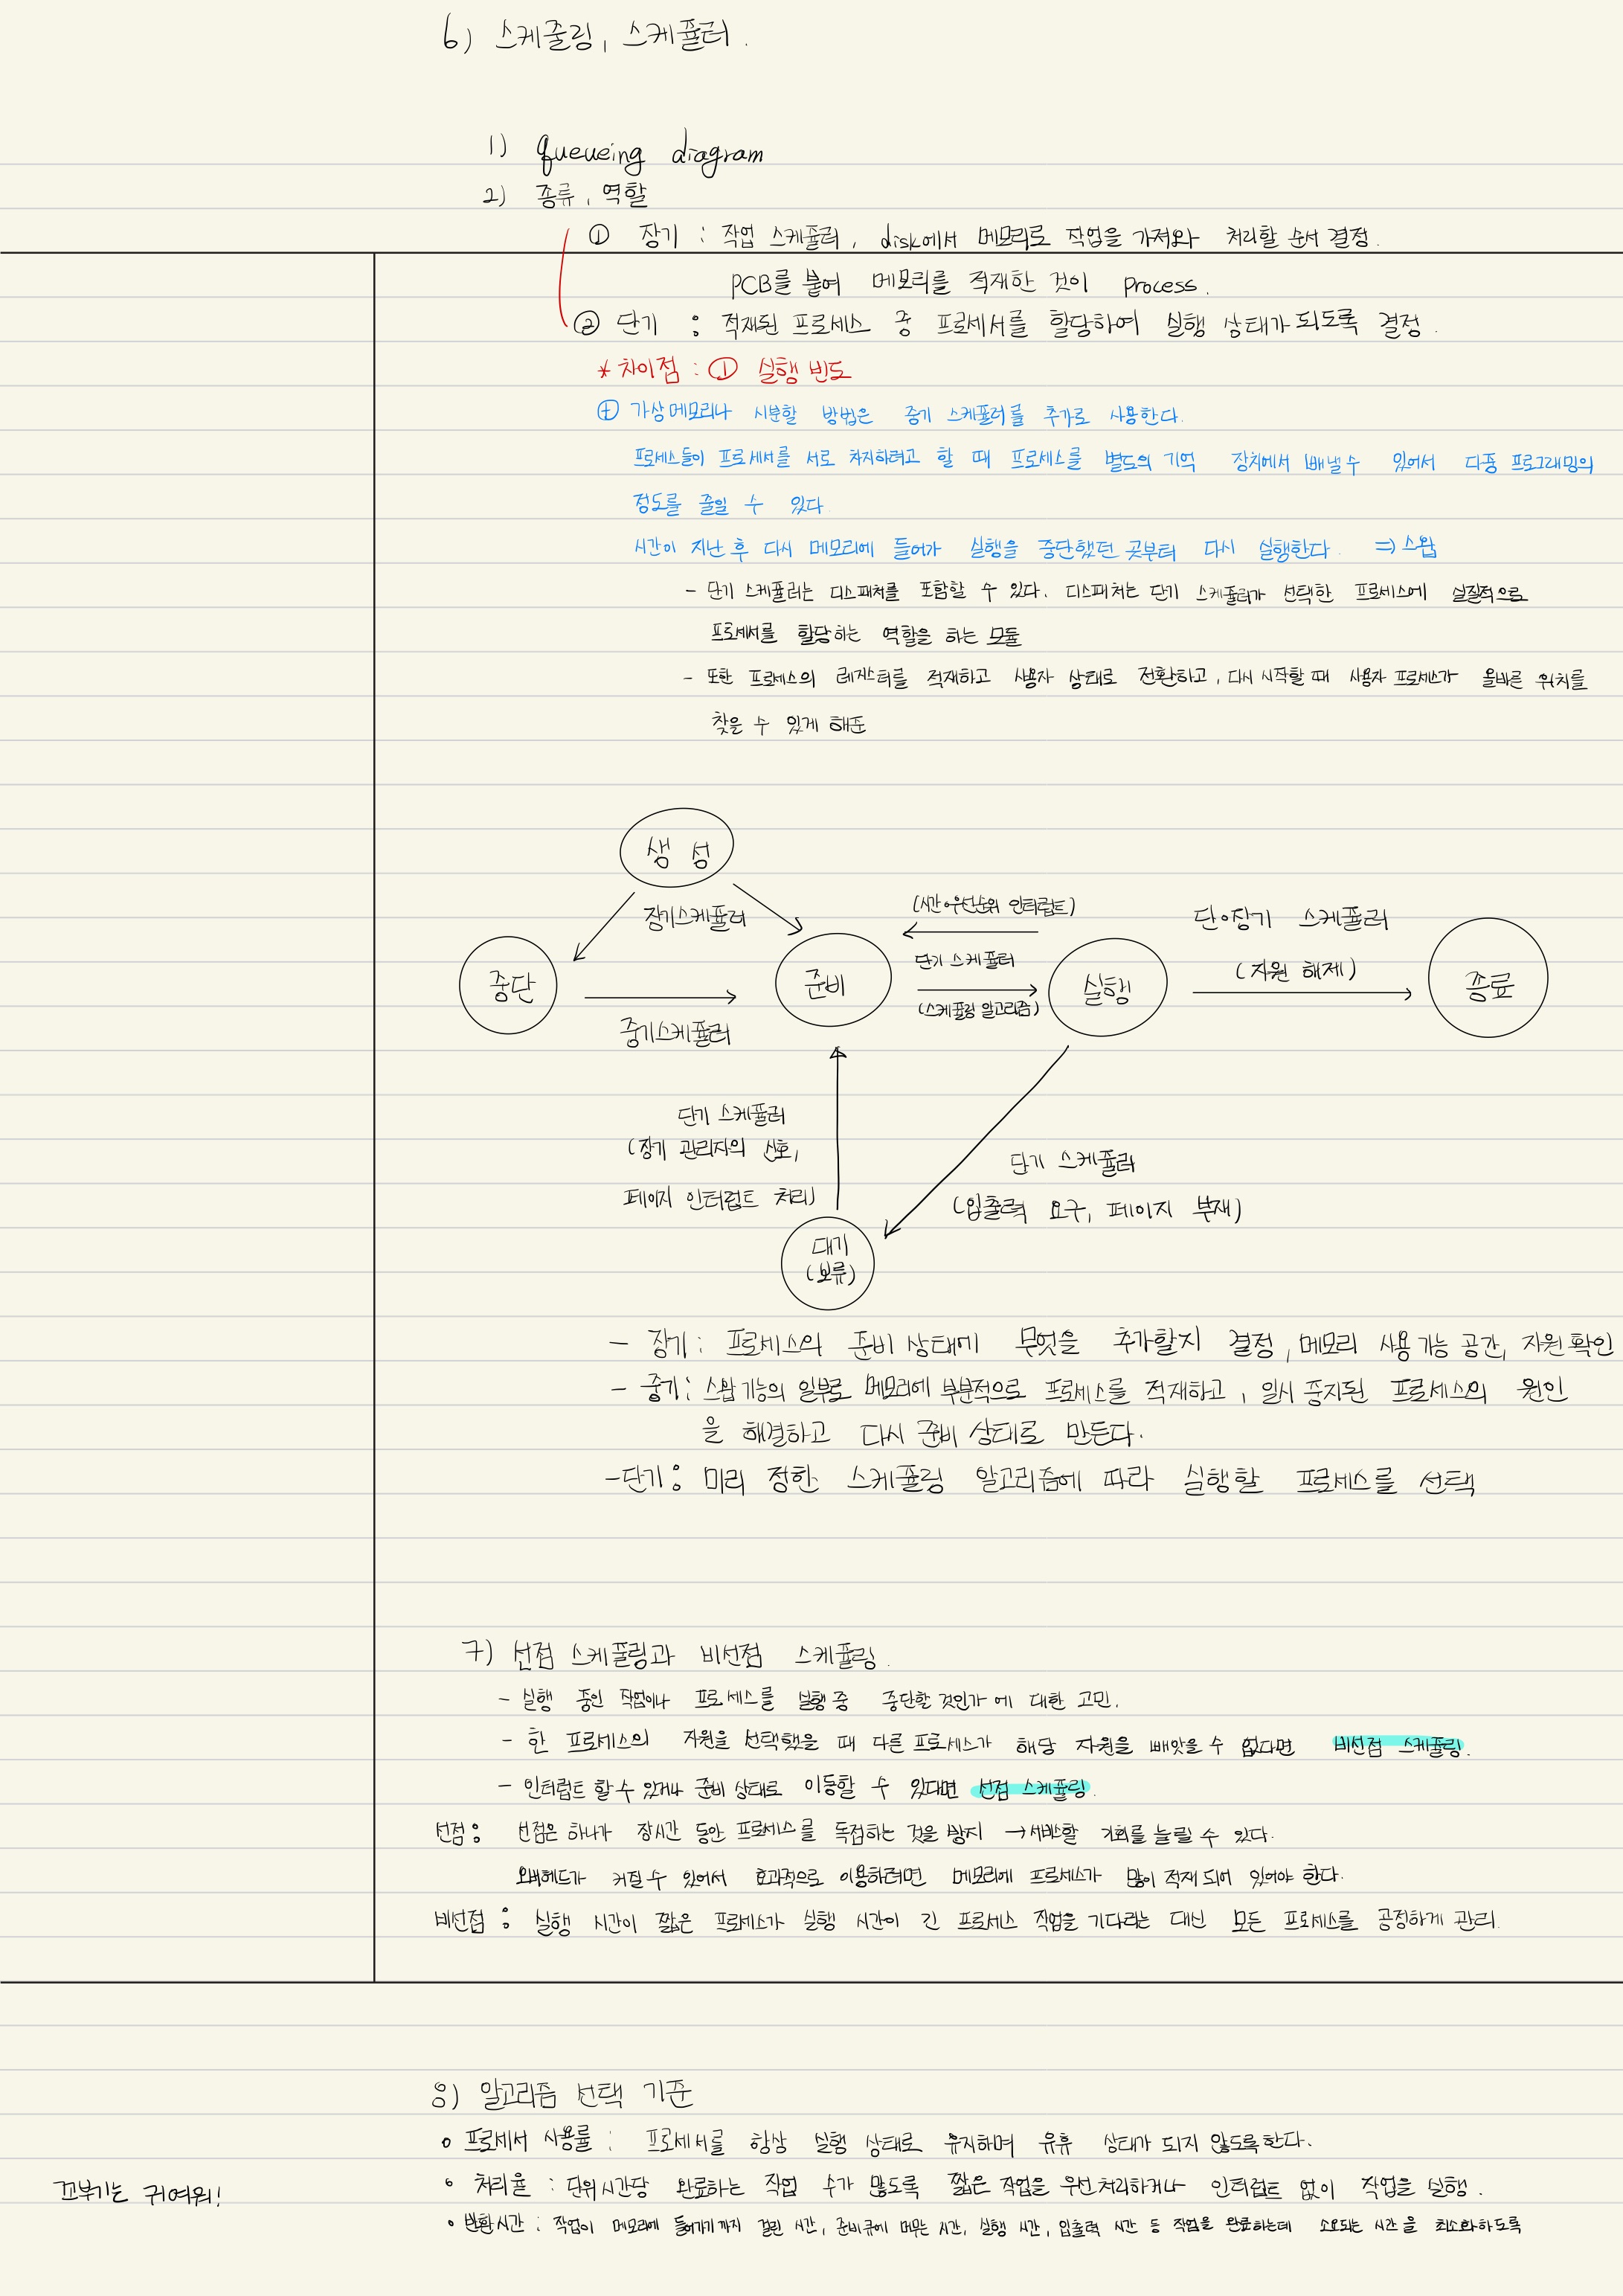 6) 스케줄링, 스케쥴러.
1) queueing diagram
2) 종류, 역할
① 장기 : 작업 스케쥴러, disk에서 메모리로 작업을 가져와 처리할 순서 결정.
PCB를 붙여 메모리를 적재한 것이 Process.
② 단기 : 적재된 프로세스 중 프로세서를 할당하여 실행 상태가 되도록 결정.
* 차이점 : ① 실행 빈도
⊕ 가상메모리나 시분할 방법은 중기 스케쥴러를 추가로 사용한다.
프로세스들이 프로세서를 서로 차지하려고 할 때 프로세스를 별도의 기억 장치에서 빼낼 수 있어서 다중 프로그래밍의
정도를 줄일 수 있다.
시간이 지난 후 다시 메모리에 들어가 실행을 중단했던 곳부터 다시 실행한다. ⇒ 스왑
- 단기 스케쥴러는 디스패처를 포함할 수 있다. 디스패처는 단기 스케쥴러가 선택한 프로세스에 실질적으로
프로세서를 할당하는 역할을 하는 모듈
- 또한 프로세스의 레지스터를 적재하고 사용자 상태로 전환하고, 다시 시작할 때 사용자 프로세스가 올바른 위치를
찾을 수 있게 해준
생성
장기스케쥴러
(시간·우선순위 인터럽트)
단·장기 스케쥴러
중단
준비
단기 스케쥴러
실행
(자원 해제)
종료
(스케쥴링 알고리즘)
중기스케쥴러
단기 스케쥴러
(장기 관리자의 신호,
페이지 인터럽트 처리)
단기 스케쥴러
(입출력 요구, 페이지 부재)
대기
(보류)
- 장기 : 프로세스의 준비 상태에 무엇을 추가할지 결정, 메모리 사용 가능 공간, 자원 확인
- 중기 : 스왑 기능의 일부로 메모리에 부분적으로 프로세스를 적재하고, 일시 중지된 프로세스의 원인
을 해결하고 다시 준비 상태로 만든다.
- 단기 : 미리 정한 스케쥴링 알고리즘에 따라 실행할 프로세스를 선택
7) 선점 스케쥴링과 비선점 스케쥴링.
- 실행 중인 작업이나 프로세스를 실행 중 중단할 것인가 에 대한 고민.
- 한 프로세스의 자원을 선택했을 때 다른 프로세스가 해당 자원을 빼앗을 수 없다면 비선점 스케쥴링.
- 인터럽트 할 수 있거나 준비 상태로 이동할 수 있다면 선점 스케쥴링.
선점 : 선점은 하나가 장시간 동안 프로세스를 독점하는 것을 방지 → 서비스할 기회를 늘릴 수 있다.
오버헤드가 커질 수 있어서 효과적으로 이용하려면 메모리에 프로세스가 많이 적재 되어 있어야 한다.
비선점 : 실행 시간이 짧은 프로세스가 실행 시간이 긴 프로세스 작업을 기다리는 대신 모든 프로세스를 공정하게 관리.
8) 알고리즘 선택 기준
∘ 프로세서 사용률 : 프로세서를 항상 실행 상태로 유지하며 유휴 상태가 되지 않도록 한다.
∘ 처리율 : 단위시간당 완료하는 작업 수가 많도록 짧은 작업을 우선 처리하거나 인터럽트 없이 작업을 실행.
꼬부기는 귀여워!
∘ 반환시간 : 작업이 메모리에 들어가기까지 걸린 시간, 준비큐에 머무는 시간, 실행 시간, 입출력 시간 등 작업을 완료하는데 소요되는 시간을 최소화하도록